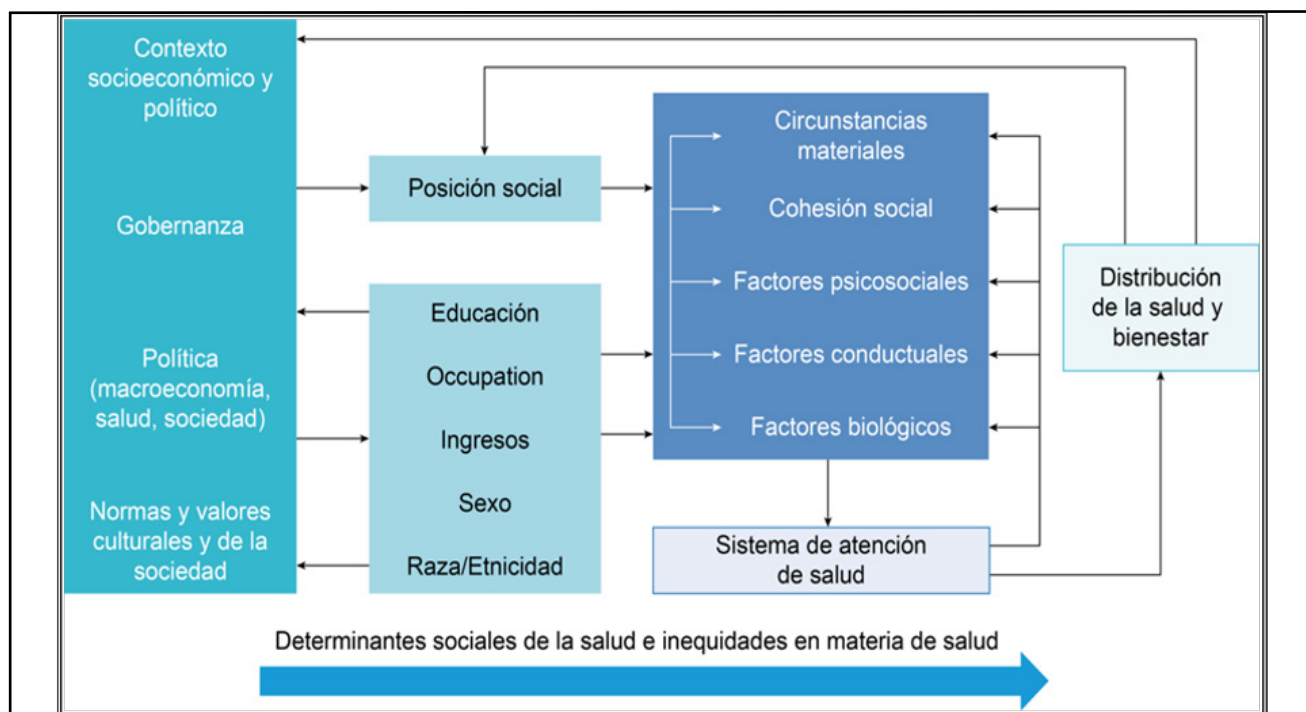 Contexto
socioeconómico y
político
Gobernanza
Política
(macroeconomía,
salud, sociedad)
Normas y valores
culturales y de la
sociedad
Posición social
Educación
Occupation
Ingresos
Sexo
Raza/Etnicidad
Circunstancias
materiales
Cohesión social
Factores psicosociales
Factores conductuales
Factores biológicos
Sistema de atención
de salud
Distribución
de la salud y
bienestar
Determinantes sociales de la salud e inequidades en materia de salud